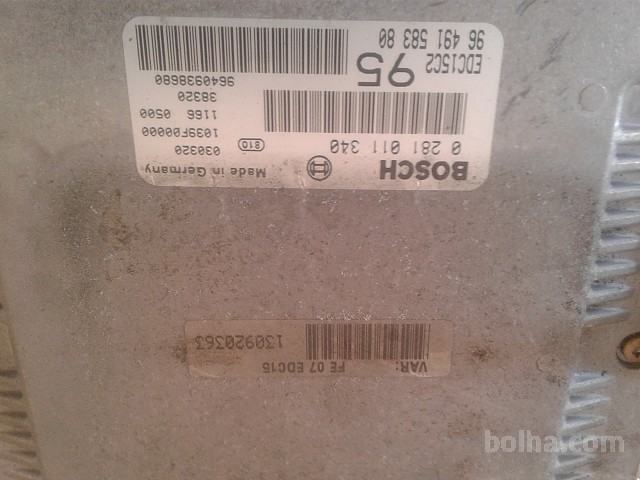 BOSCH
Made in Germany
0 281 011 340
810
030320
1039F00000
1166 0500
38320
EDC15C2
95
96 491 583 80
9640938680
VAR:
FE 07 EDC15
130920363
bolha.com